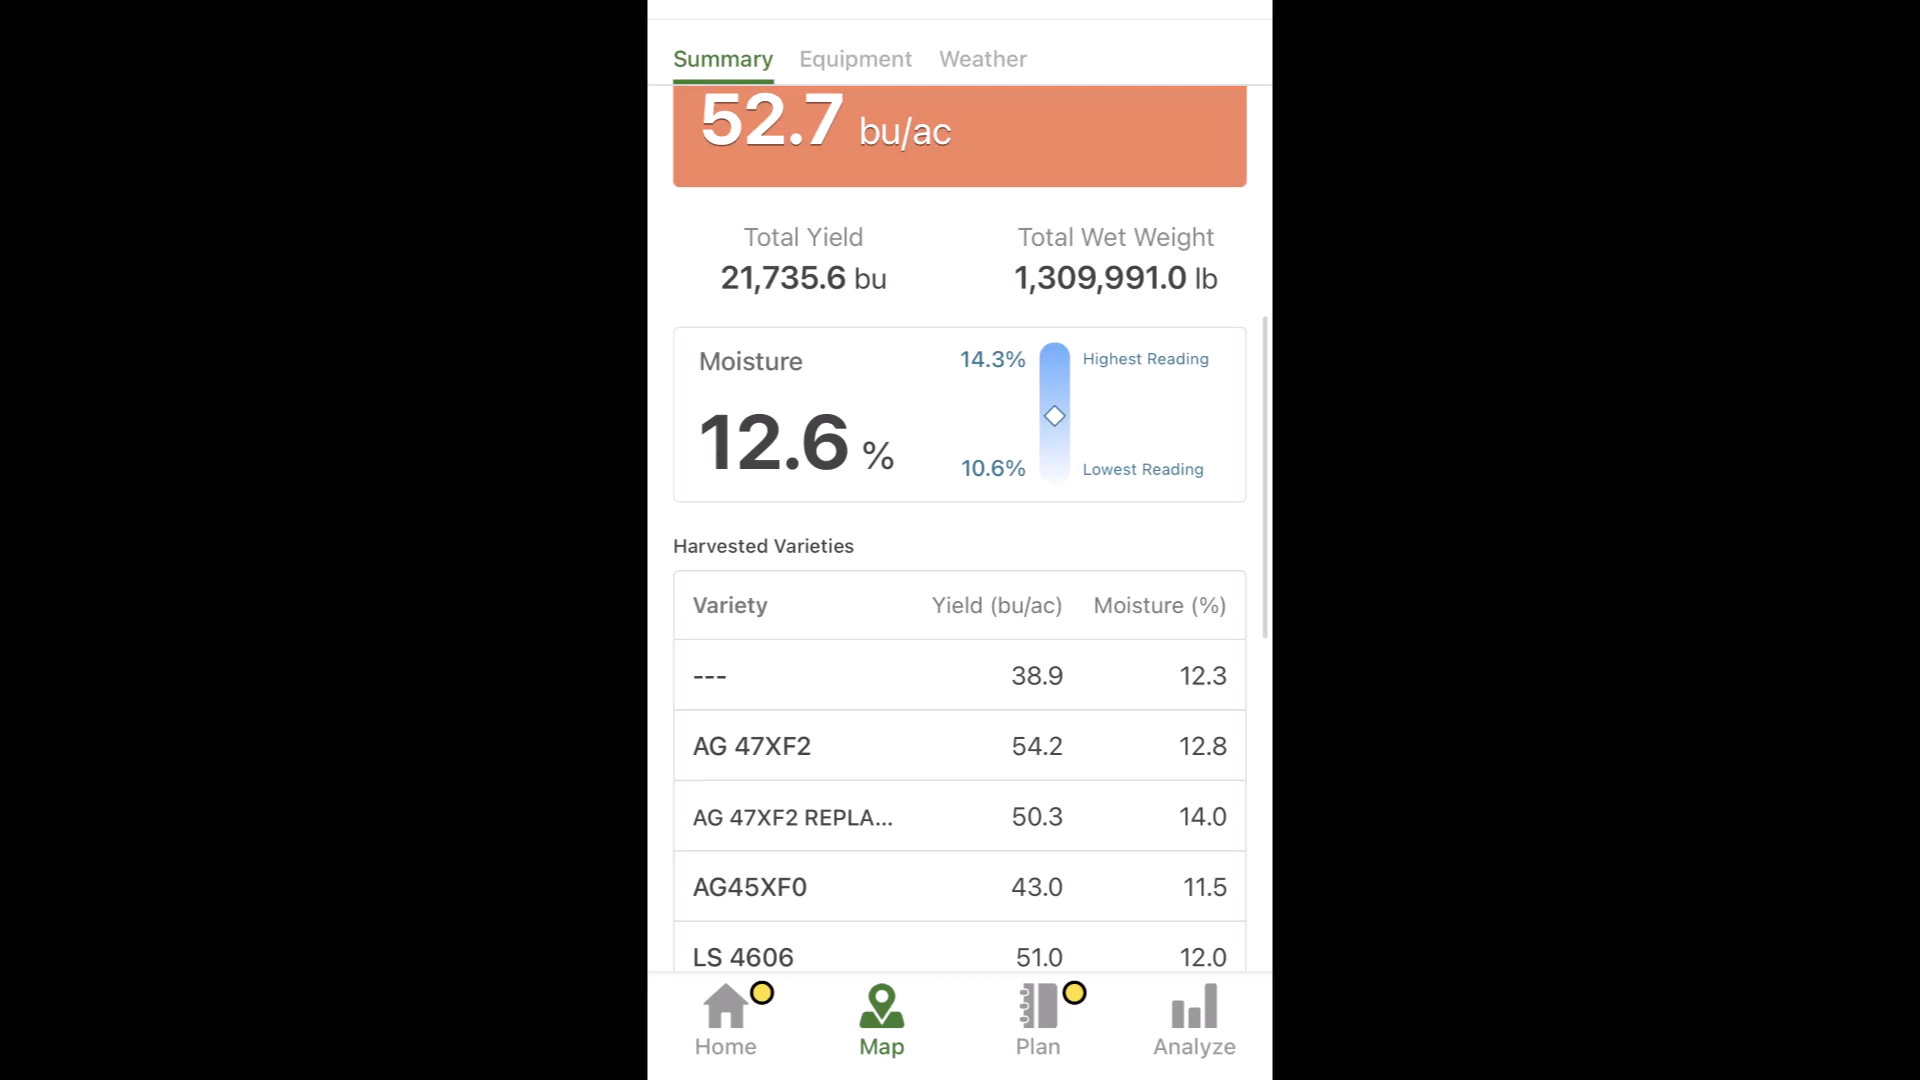 Summary Equipment Weather
52.7 bu/ac
Total Yield Total Wet Weight
21,735.6 bu 1,309,991.0 lb
Moisture 14.3% Highest Reading
12.6 %
10.6% Lowest Reading
Harvested Varieties
Variety Yield (bu/ac) Moisture (%)
--- 38.9 12.3
AG 47XF2 54.2 12.8
AG 47XF2 REPLA... 50.3 14.0
AG45XF0 43.0 11.5
LS 4606 51.0 12.0
Home Map Plan Analyze